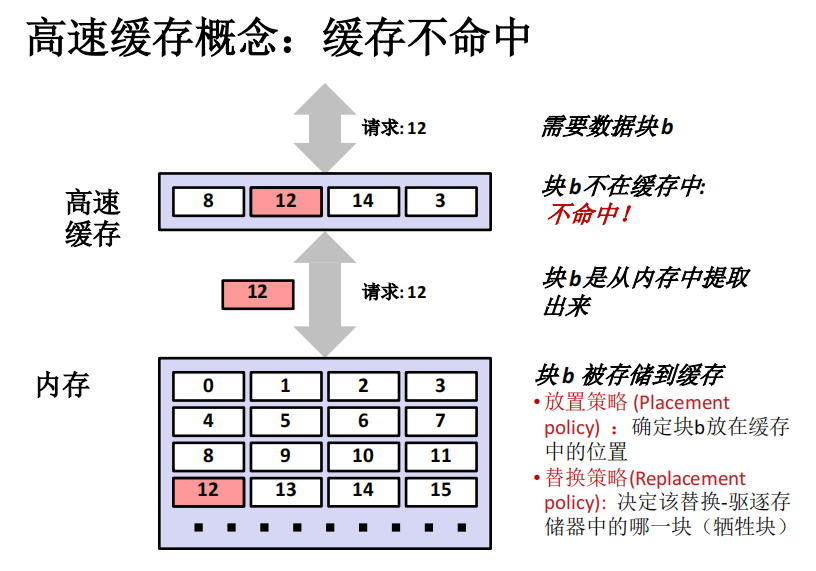 高速缓存概念：缓存不命中
请求: 12
需要数据块 b
高速
缓存
8 12 14 3
块 b不在缓存中:
不命中！
12
请求: 12
块 b是从内存中提取
出来
内存
0 1 2 3
4 5 6 7
8 9 10 11
12 13 14 15
块 b 被存储到缓存
•放置策略 (Placement
policy) ：确定块b放在缓存
中的位置
•替换策略(Replacement
policy): 决定该替换-驱逐存
储器中的哪一块（牺牲块）